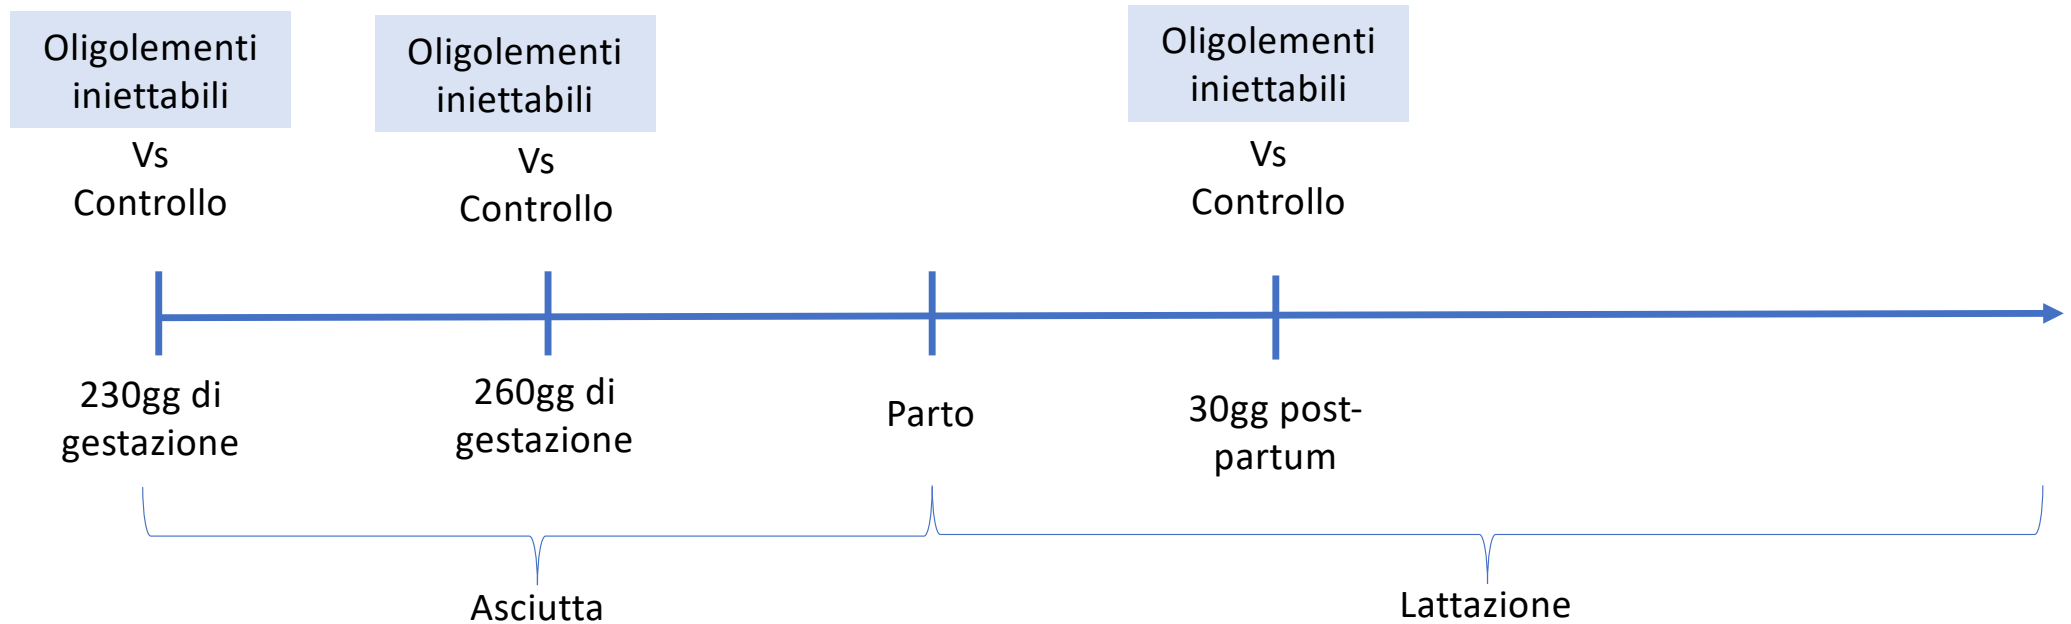 Oligolementi
iniettabili
Vs
Controllo
Oligolementi
iniettabili
Vs
Controllo
Oligolementi
iniettabili
Vs
Controllo
230gg di
gestazione
260gg di
gestazione
Parto
30gg post-
partum
Asciutta
Lattazione